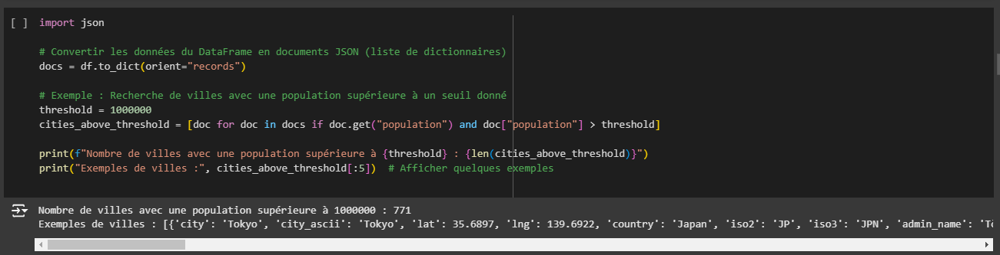 [ ] import json
# Convertir les données du DataFrame en documents JSON (liste de dictionnaires)
docs = df.to_dict(orient="records")
# Exemple : Recherche de villes avec une population supérieure à un seuil donné
threshold = 1000000
cities_above_threshold = [doc for doc in docs if doc.get("population") and doc["population"] > threshold]
print(f"Nombre de villes avec une population supérieure à {threshold} : {len(cities_above_threshold)}")
print("Exemples de villes :", cities_above_threshold[:5])  # Afficher quelques exemples
Nombre de villes avec une population supérieure à 1000000 : 771
Exemples de villes : [{'city': 'Tokyo', 'city_ascii': 'Tokyo', 'lat': 35.6897, 'lng': 139.6922, 'country': 'Japan', 'iso2': 'JP', 'iso3': 'JPN', 'admin_name': 'Tō